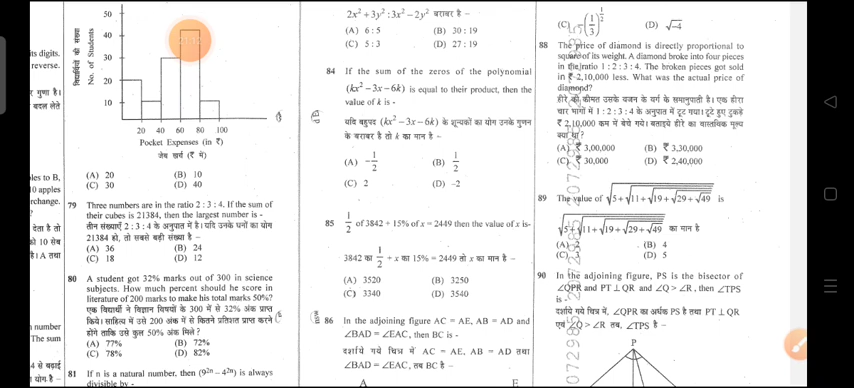 its digits.
reverse.
र गुणा है।
बदल लेते
les to B,
0 apples
rchange.
?
देता है तो
को 10 सेब
है। A तथा
n number
The sum
4 से बढ़ाई
योग है –
विद्यार्थियों की संख्या
No. of Students
50
40
30
20
10
20 40 60 80 100
Pocket Expenses (in ₹)
जेब खर्च (₹ में)
(A) 20 (B) 10
(C) 30 (D) 40
79 Three numbers are in the ratio 2 : 3 : 4. If the sum of
their cubes is 21384, then the largest number is -
तीन संख्याएँ 2 : 3 : 4 के अनुपात में है। यदि उनके घनों का योग
21384 हो, तो सबसे बड़ी संख्या है –
(A) 36 (B) 24
(C) 18 (D) 12
80 A student got 32% marks out of 300 in science
subjects. How much percent should he score in
literature of 200 marks to make his total marks 50%?
एक विद्यार्थी ने विज्ञान विषयों के 300 में से 32% अंक प्राप्त
किये। साहित्य में उसे 200 अंक में से कितने प्रतिशत प्राप्त करने
होंगे ताकि उसे कुल 50% अंक मिले ?
(A) 77% (B) 72%
(C) 78% (D) 82%
81 If n is a natural number, then (9²ⁿ – 4²ⁿ) is always
divisible by -
2x² + 3y² : 3x² – 2y² बराबर है –
(A) 6 : 5 (B) 30 : 19
(C) 5 : 3 (D) 27 : 19
84 If the sum of the zeros of the polynomial
(kx² – 3x – 6k) is equal to their product, then the
value of k is -
यदि बहुपद (kx² – 3x – 6k) के शून्यकों का योग उनके गुणन
के बराबर है तो k का मान है –
(A) –1/2 (B) 1/2
(C) 2 (D) –2
85 1/2 of 3842 + 15% of x = 2449 then the value of x is-
3842 का 1/2 + x का 15% = 2449 तो x का मान है –
(A) 3520 (B) 3250
(C) 3340 (D) 3540
86 In the adjoining figure AC = AE, AB = AD and
∠BAD = ∠EAC, then BC is -
दर्शाये गये चित्र में AC = AE, AB = AD तथा
∠BAD = ∠EAC, तब BC है -
A E
(C) (1/3)^(1/2) (D) √–4
88 The price of diamond is directly proportional to
square of its weight. A diamond broke into four pieces
in the ratio 1 : 2 : 3 : 4. The broken pieces got sold
in ₹ 2,10,000 less. What was the actual price of
diamond?
हीरे की कीमत उसके वजन के वर्ग के समानुपाती है। एक हीरा
चार भागों में 1 : 2 : 3 : 4 के अनुपात में टूट गया। टूटे हुए टुकड़े
₹ 2,10,000 कम में बेचे गये। बताइये हीरे का वास्तविक मूल्य
क्या था ?
(A) ₹ 3,00,000 (B) ₹ 3,30,000
(C) ₹ 30,000 (D) ₹ 2,40,000
89 The value of √5+√11+√19+√29+√49 is
√5+√11+√19+√29+√49 का मान है
(A) 2 (B) 4
(C) 3 (D) 5
90 In the adjoining figure, PS is the bisector of
∠QPR and PT ⊥ QR and ∠Q > ∠R, then ∠TPS
is -
दर्शाये गये चित्र में, ∠QPR का अर्धक PS है तथा PT ⊥ QR
एवं ∠Q > ∠R तब, ∠TPS है –
P